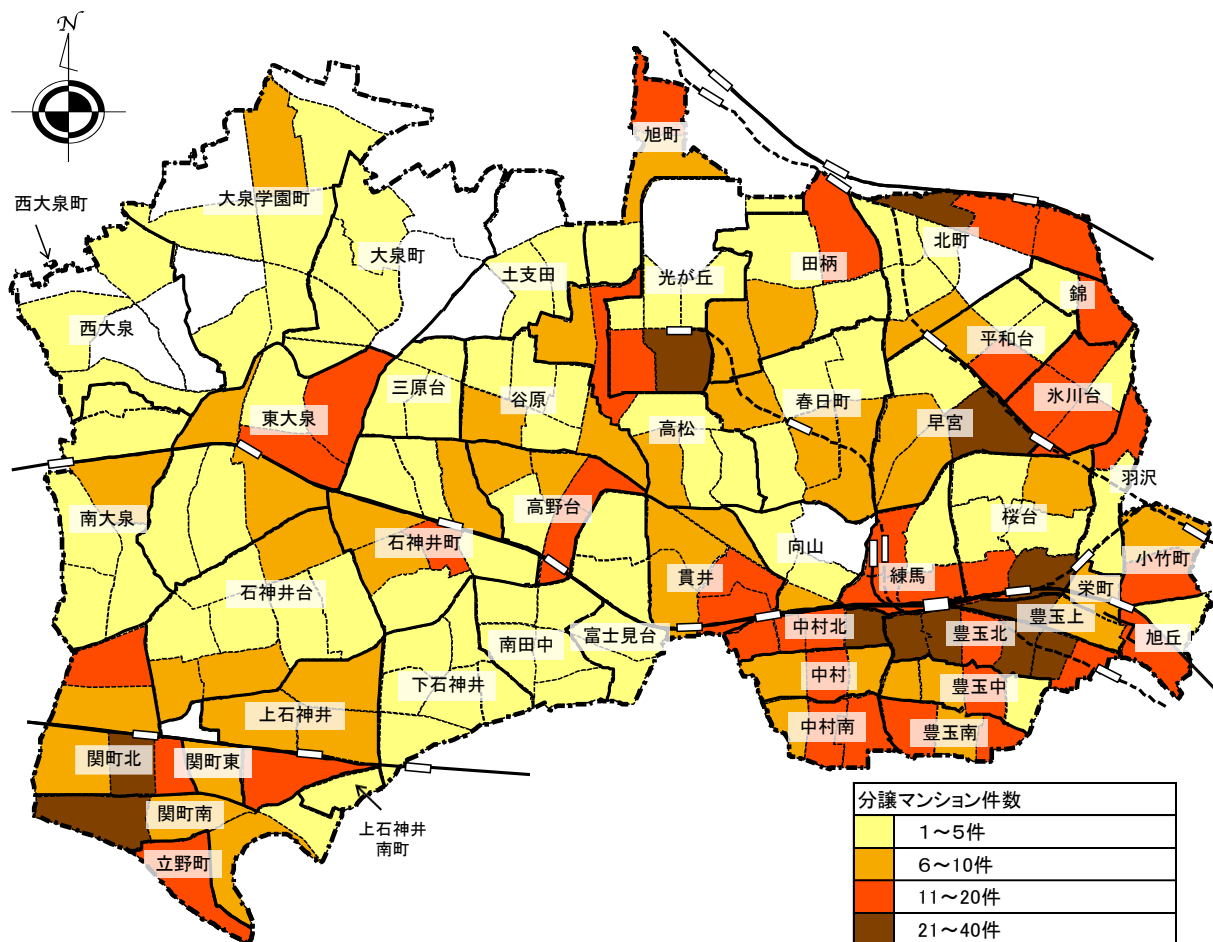 N
旭町
大泉学園町
西大泉町
大泉町
北町
土支田
光が丘
田柄
錦
西大泉
平和台
三原台
谷原
春日町
氷川台
東大泉
高松
早宮
羽沢
南大泉
高野台
桜台
石神井町
向山
小竹町
貫井
練馬
石神井台
栄町
豊玉上
中村北
豊玉北
旭丘
南田中
富士見台
下石神井
中村
豊玉中
上石神井
中村南
豊玉南
関町北
関町東
関町南
上石神井
南町
立野町
分譲マンション件数
1～5件
6～10件
11～20件
21～40件